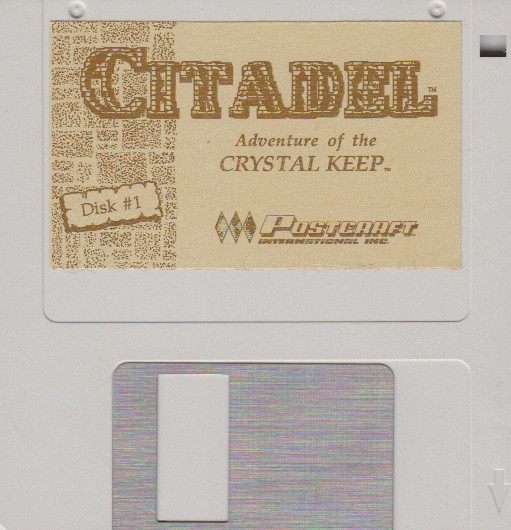 CITADEL™
Adventure of the
CRYSTAL KEEP™
Disk #1
POSTCRAFT
INTERNATIONAL INC.